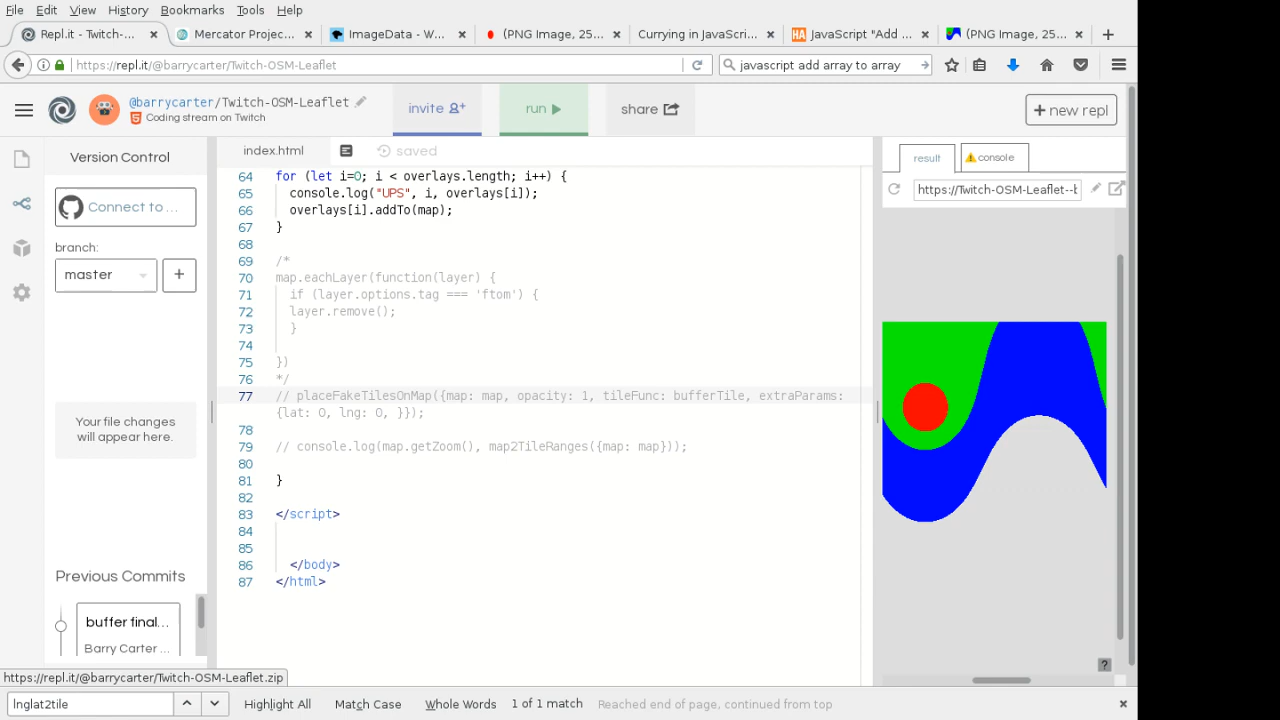 File Edit View History Bookmarks Tools Help
Repl.it - Twitch-... × Mercator Projec... × ImageData - W... × (PNG Image, 25... × Currying in JavaScri... × HA JavaScript "Add ... × (PNG Image, 25... × +
https://repl.it/@barrycarter/Twitch-OSM-Leaflet
javascript add array to array
@barrycarter/Twitch-OSM-Leaflet
Coding stream on Twitch
invite
run
share
+ new repl
Version Control
Connect to ...
branch:
master
+
Your file changes
will appear here.
Previous Commits
buffer final...
Barry Carter ...
index.html
saved
64 for (let i=0; i < overlays.length; i++) {
65 console.log("UPS", i, overlays[i]);
66 overlays[i].addTo(map);
67 }
68
69 /*
70 map.eachLayer(function(layer) {
71 if (layer.options.tag === 'ftom') {
72 layer.remove();
73 }
74
75 })
76 */
77 // placeFakeTilesOnMap({map: map, opacity: 1, tileFunc: bufferTile, extraParams:
{lat: 0, lng: 0, }});
78
79 // console.log(map.getZoom(), map2TileRanges({map: map}));
80
81 }
82
83 </script>
84
85
86 </body>
87 </html>
result
console
https://Twitch-OSM-Leaflet--b
?
https://repl.it/@barrycarter/Twitch-OSM-Leaflet.zip
lnglat2tile
Highlight All Match Case Whole Words 1 of 1 match Reached end of page, continued from top ×